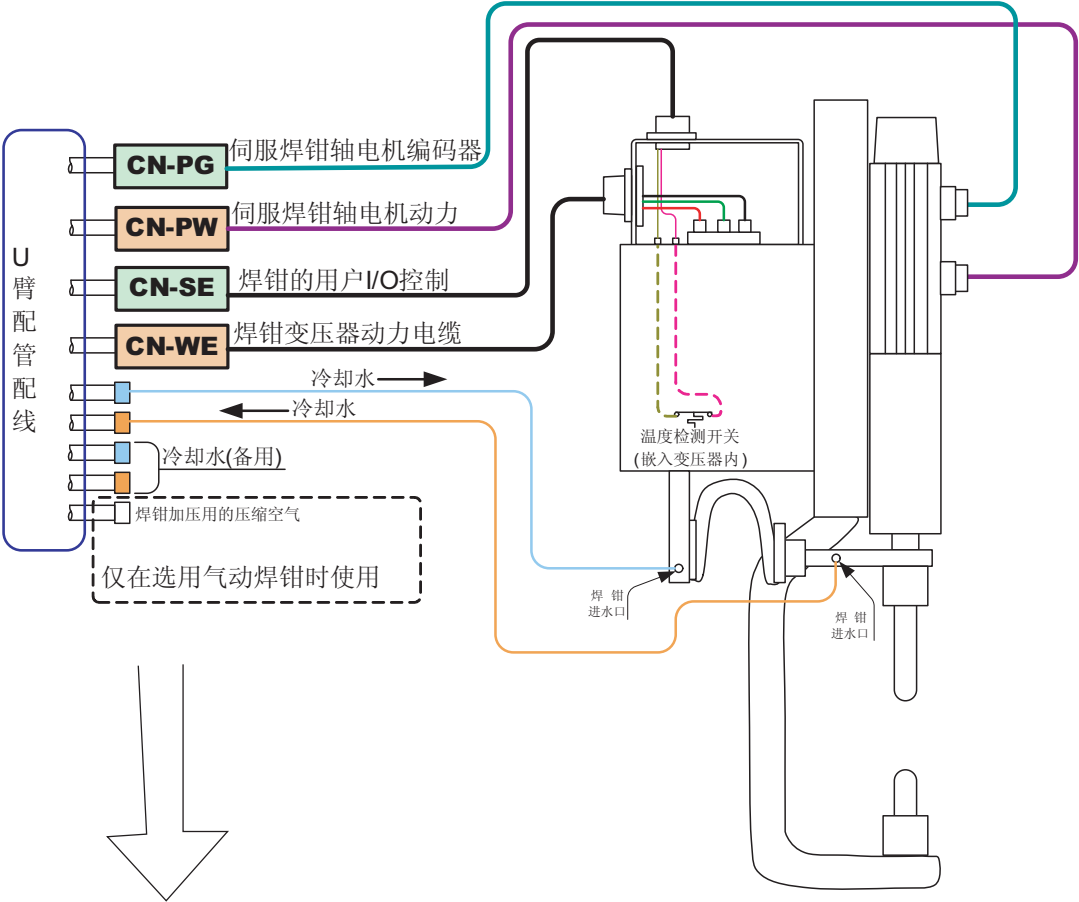 U臂配管配线
CN-PG
伺服焊钳轴电机编码器
CN-PW
伺服焊钳轴电机动力
CN-SE
焊钳的用户I/O控制
CN-WE
焊钳变压器动力电缆
冷却水
冷却水
冷却水(备用)
焊钳加压用的压缩空气
仅在选用气动焊钳时使用
温度检测开关
(嵌入变压器内)
焊 钳
进水口
焊 钳
进水口